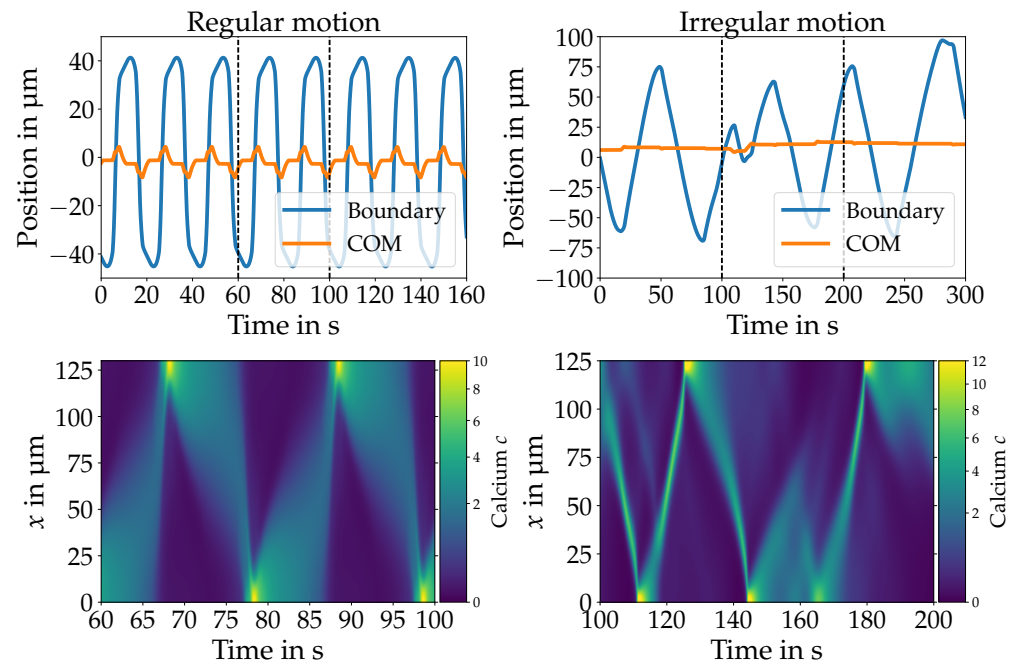 Regular motion
Position in µm
40
20
0
−20
−40
Boundary
COM
0 20 40 60 80 100 120 140 160
Time in s
Irregular motion
Position in µm
100
75
50
25
0
−25
−50
−75
−100
Boundary
COM
0 50 100 150 200 250 300
Time in s
x in µm
125
100
75
50
25
0
60 65 70 75 80 85 90 95 100
Time in s
10
8
6
4
2
0
Calcium c
x in µm
125
100
75
50
25
0
100 120 140 160 180 200
Time in s
12
10
8
6
4
2
0
Calcium c